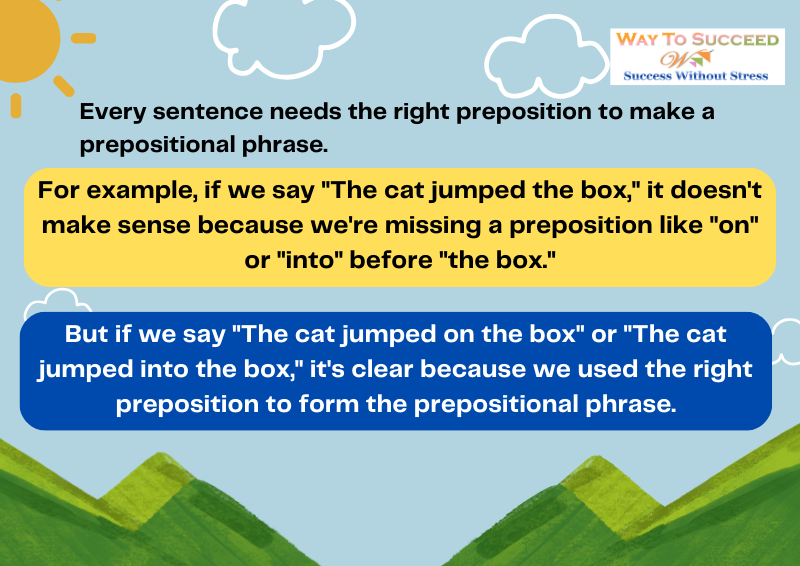 WAY TO SUCCEED
W
Success Without Stress
Every sentence needs the right preposition to make a
prepositional phrase.
For example, if we say "The cat jumped the box," it doesn't
make sense because we're missing a preposition like "on"
or "into" before "the box."
But if we say "The cat jumped on the box" or "The cat
jumped into the box," it's clear because we used the right
preposition to form the prepositional phrase.